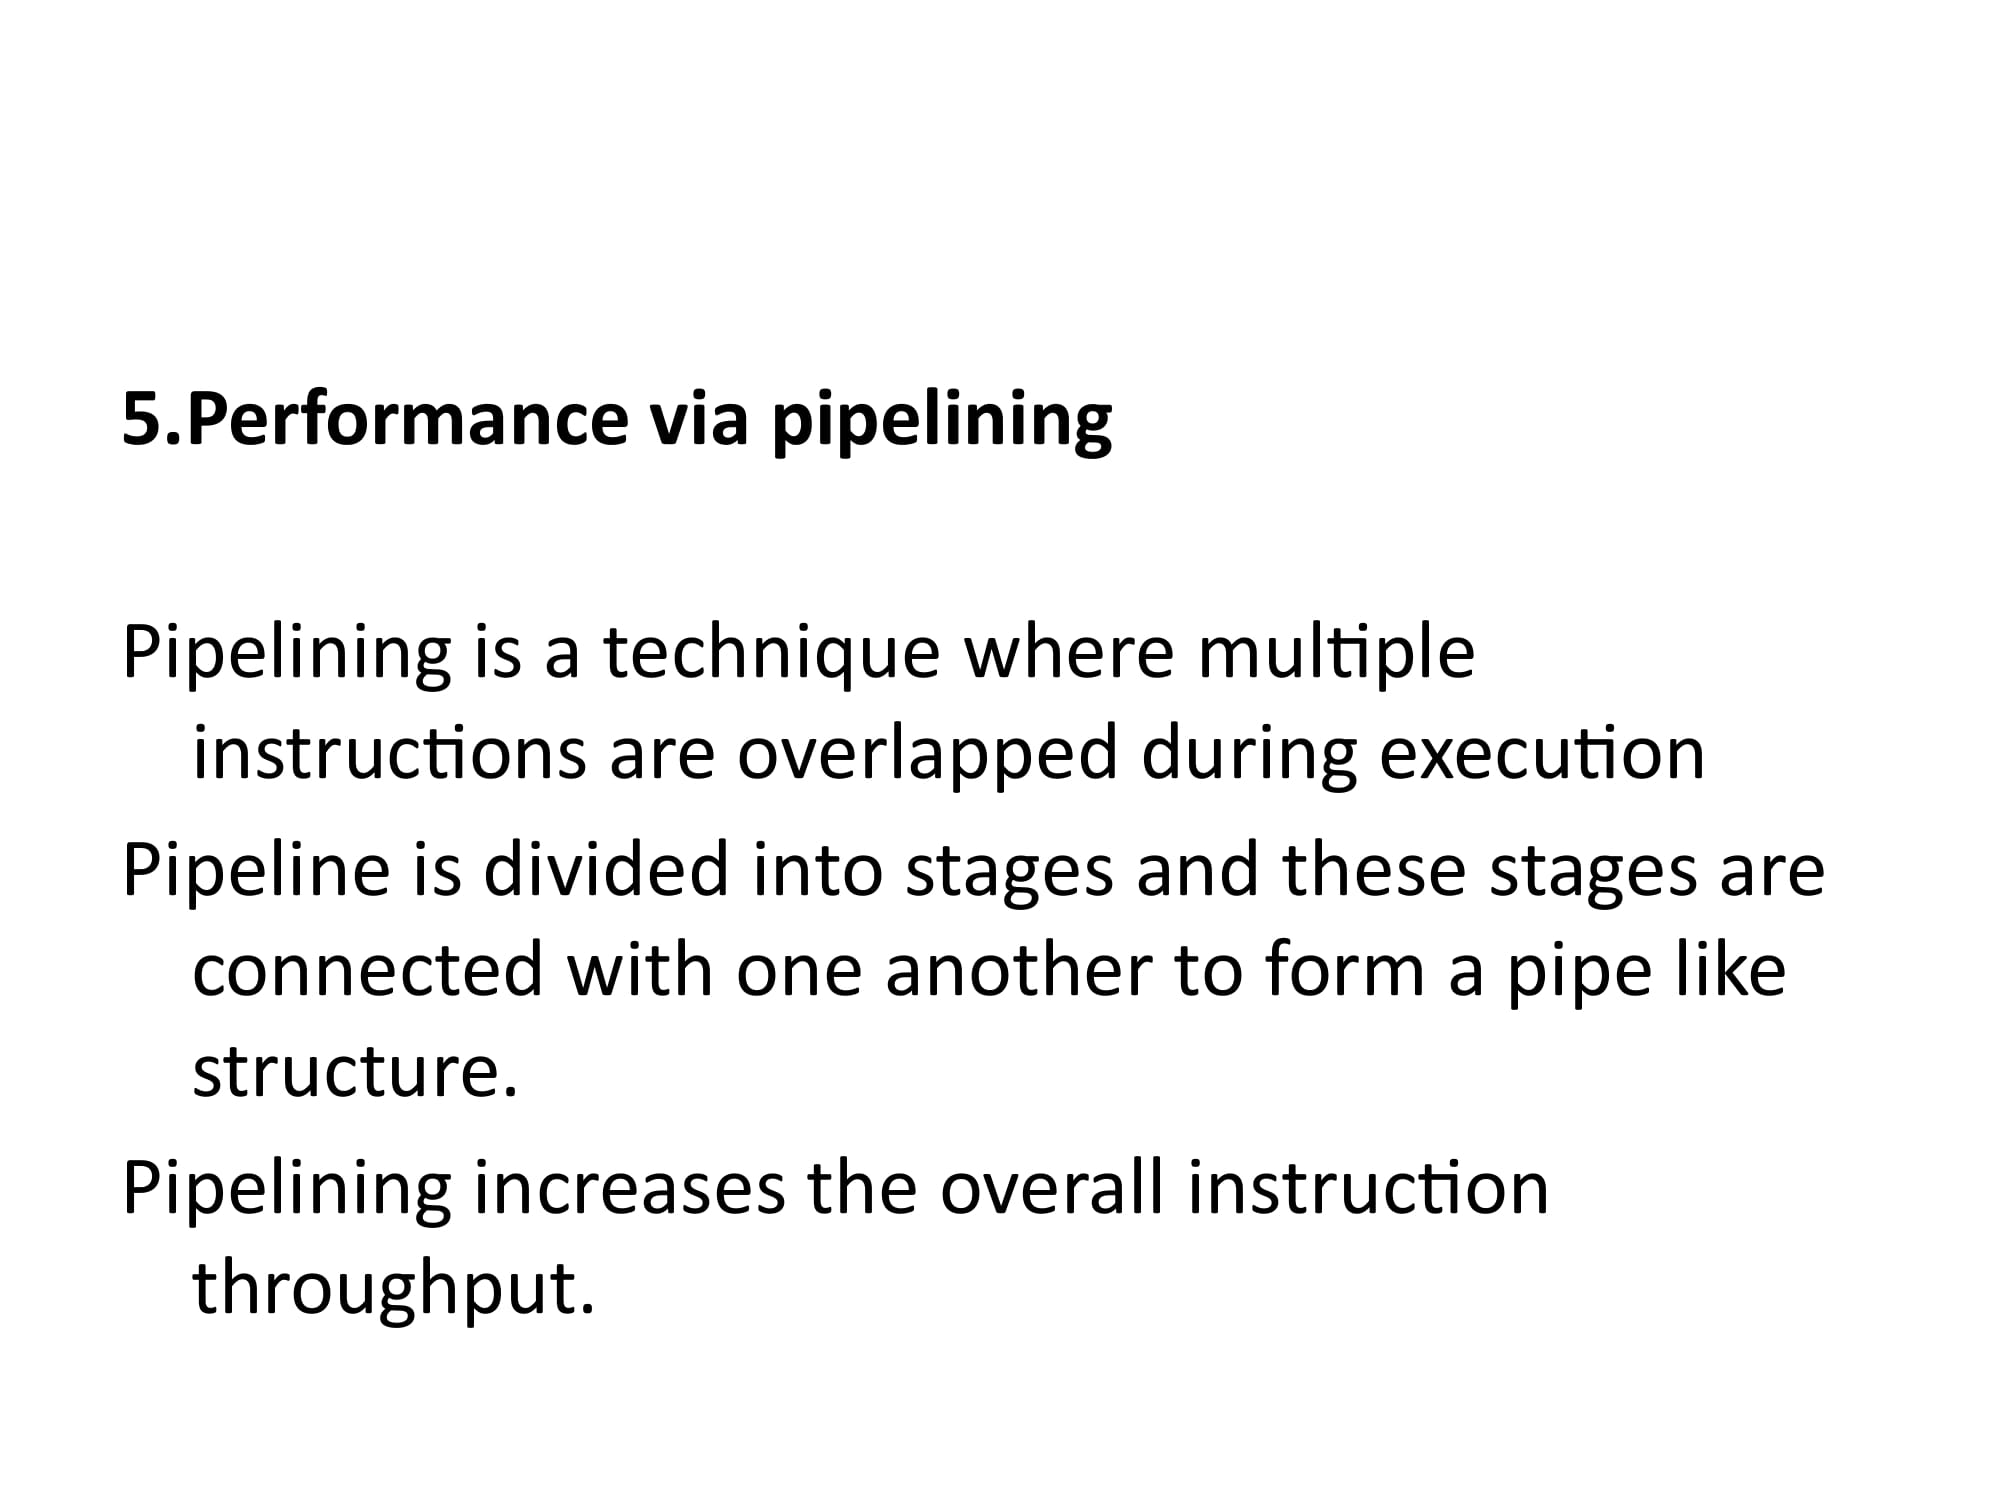 5.Performance via pipelining
Pipelining is a technique where multiple
instructions are overlapped during execution
Pipeline is divided into stages and these stages are
connected with one another to form a pipe like
structure.
Pipelining increases the overall instruction
throughput.